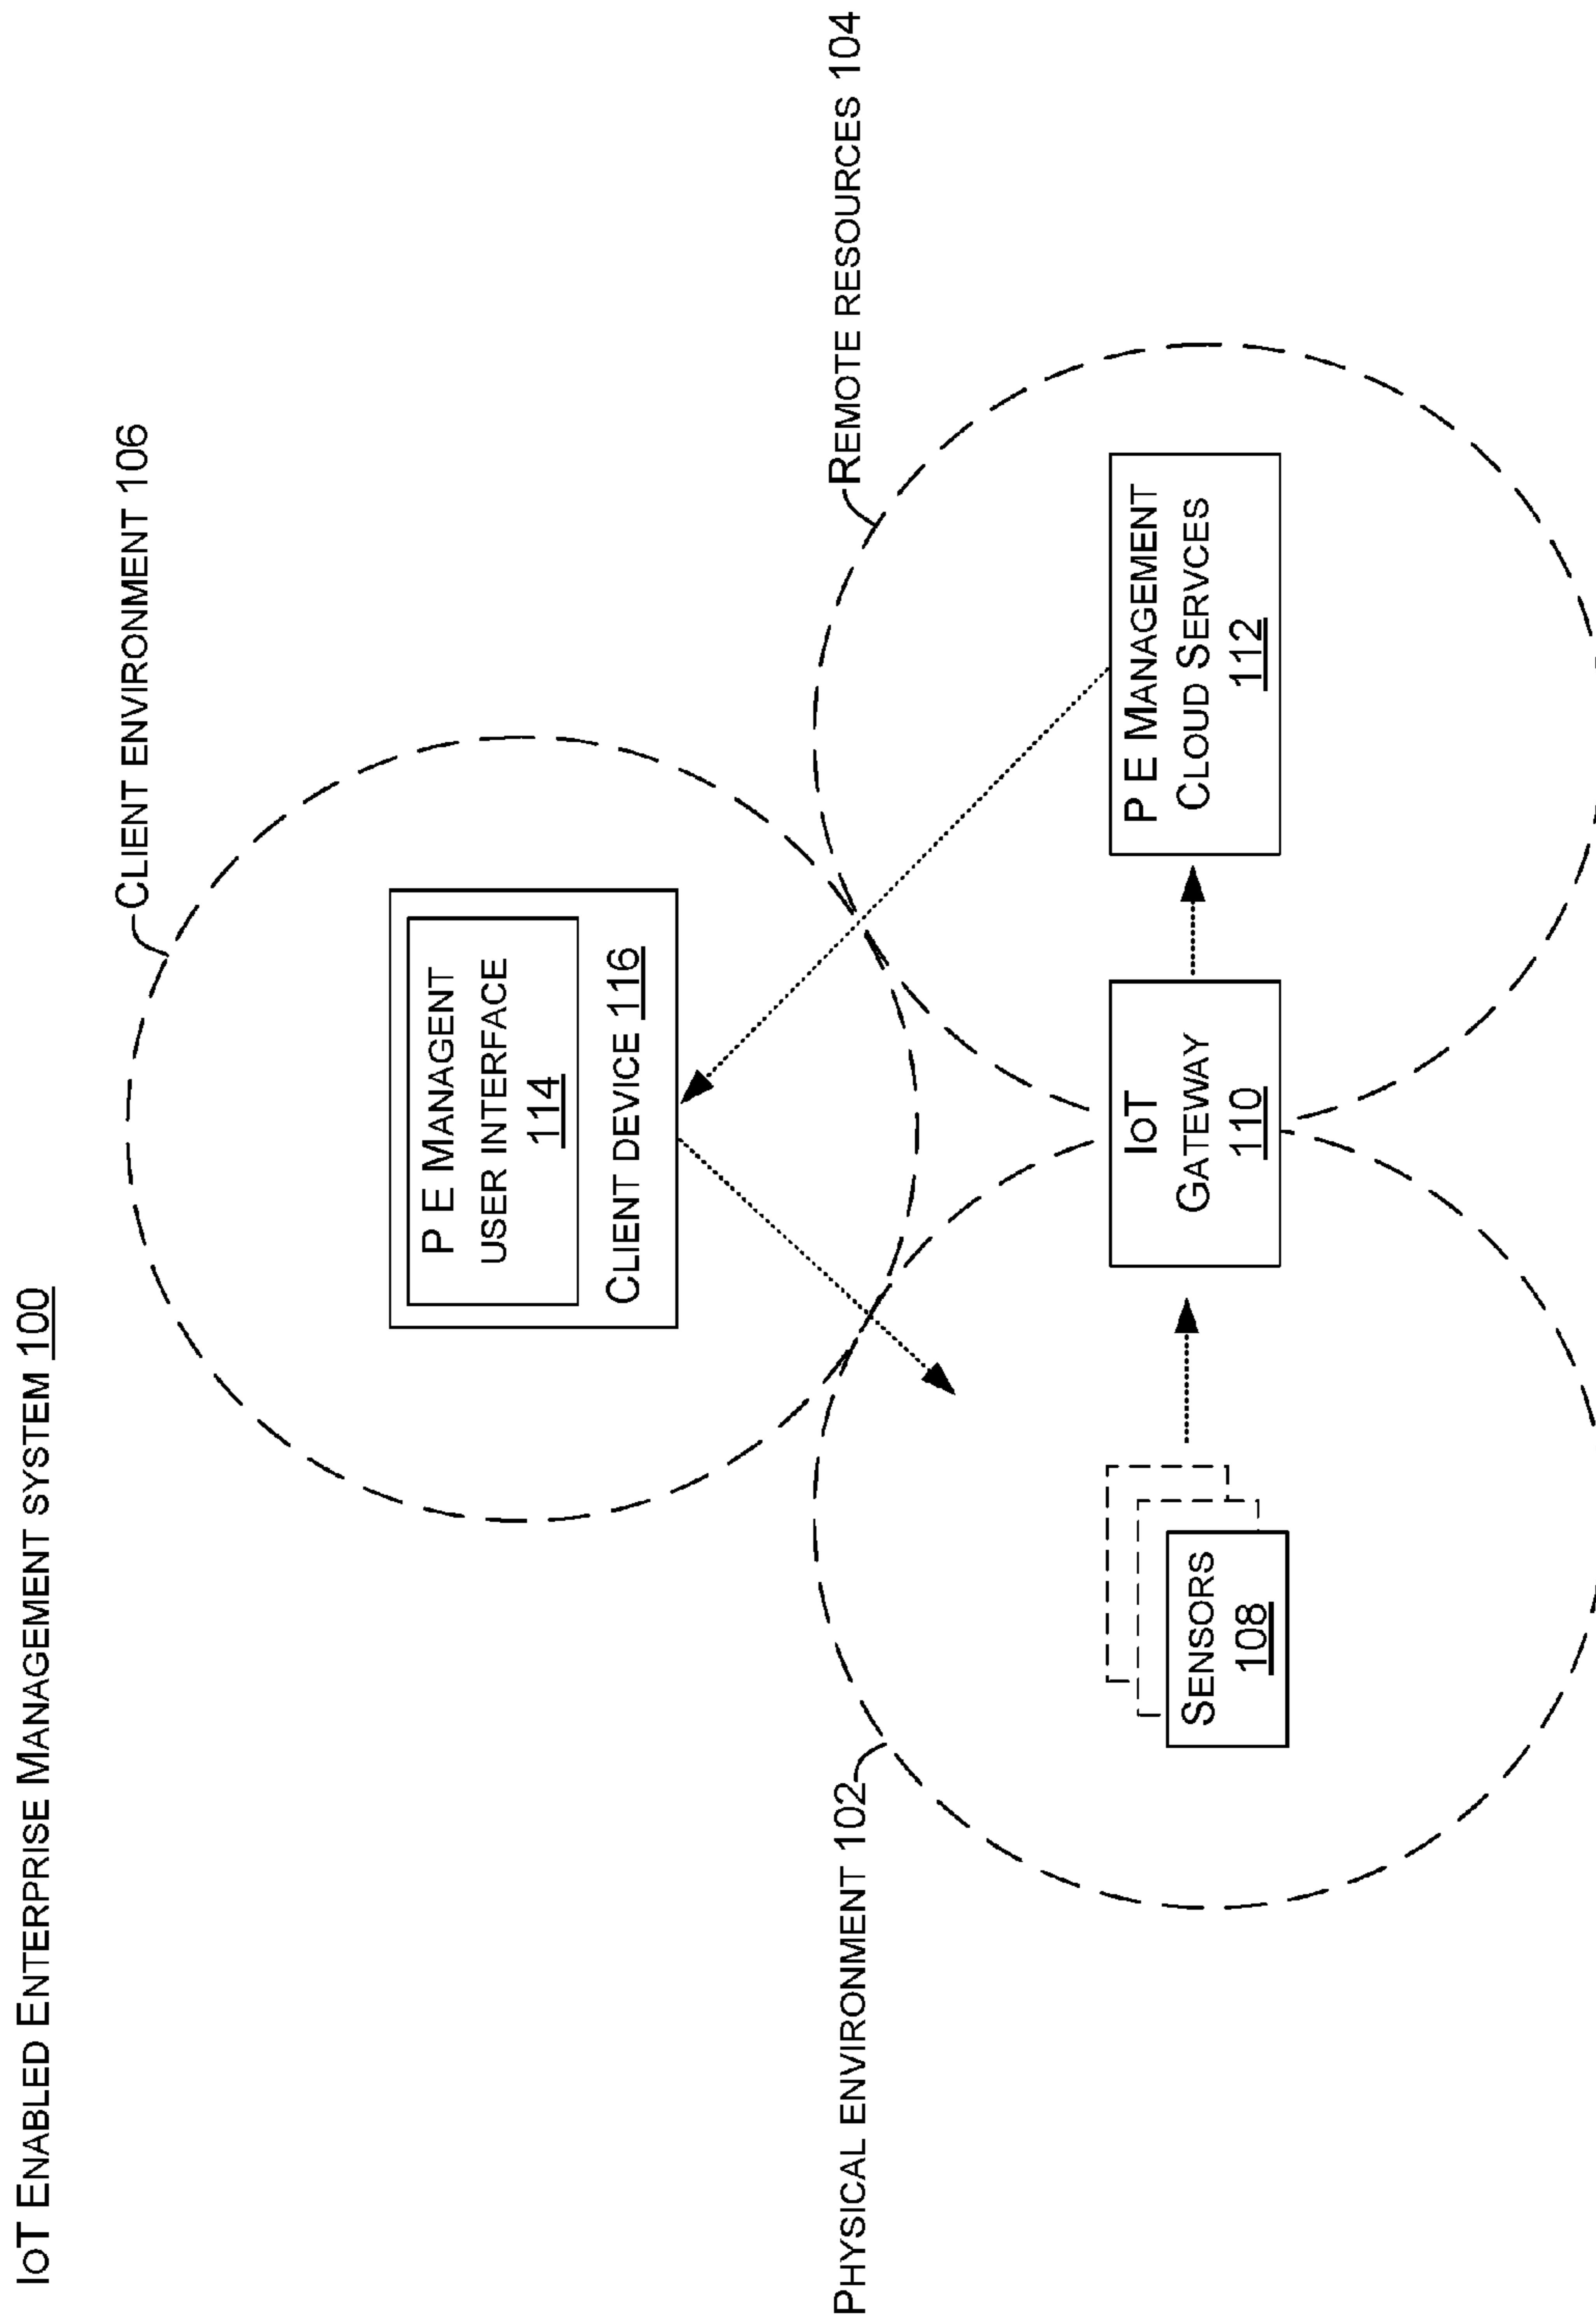 IoT Enabled Enterprise Management system 100
Client environment 106
P E Managent
user interface
114
Client device 116
Physical environment 102
Remote resources 104
Sensors
108
IoT
Gateway
110
P E Management
Cloud Servces
112